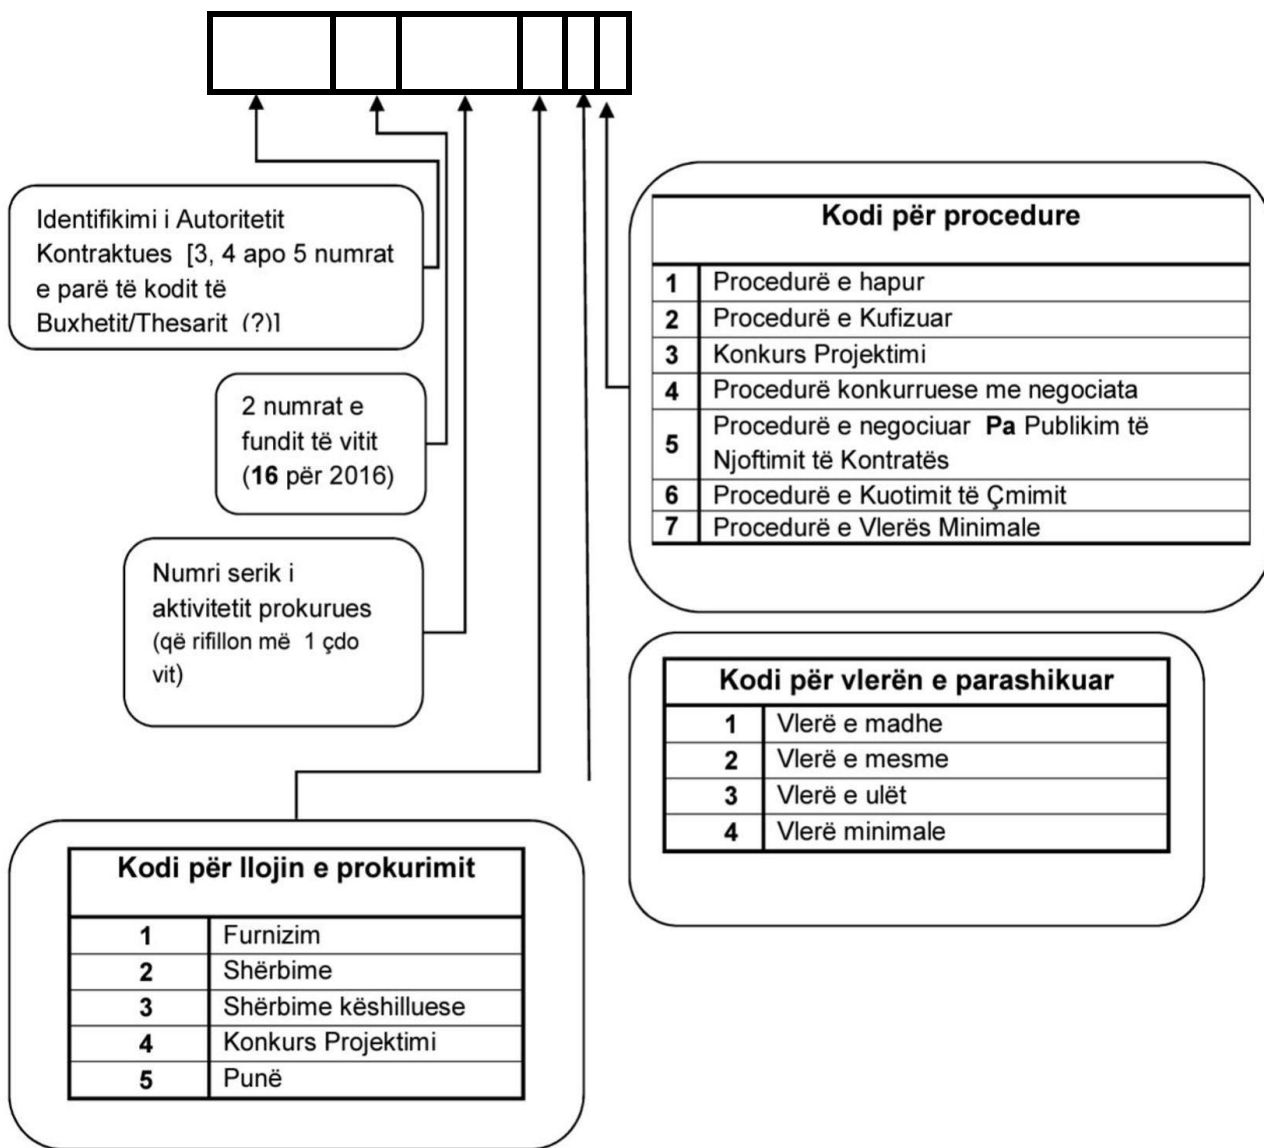 Identifikimi i Autoritetit
Kontraktues [3, 4 apo 5 numrat
e parë të kodit të
Buxhetit/Thesarit (?)]
2 numrat e
fundit të vitit
(16 për 2016)
Numri serik i
aktivitetit prokurues
(që rifillon më 1 çdo
vit)
Kodi për procedure
1 Procedurë e hapur
2 Procedurë e Kufizuar
3 Konkurs Projektimi
4 Procedurë konkurruese me negociata
5 Procedurë e negociuar Pa Publikim të
Njoftimit të Kontratës
6 Procedurë e Kuotimit të Çmimit
7 Procedurë e Vlerës Minimale
Kodi për vlerën e parashikuar
1 Vlerë e madhe
2 Vlerë e mesme
3 Vlerë e ulët
4 Vlerë minimale
Kodi për llojin e prokurimit
1 Furnizim
2 Shërbime
3 Shërbime këshilluese
4 Konkurs Projektimi
5 Punë